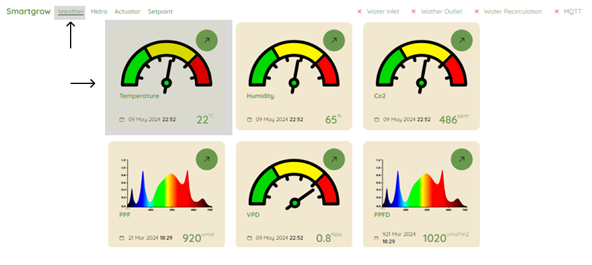 Smartgrow Weather Hidro Actuator Setpoint × Water Inlet × Wather Outlet × Water Recirculation × MQTT
Temperature
09 May 2024 22:52 22°C
Humidity
09 May 2024 22:52 65%
Co2
09 May 2024 22:52 486ppm
PPF
21 Mar 2024 18:29 920umol
VPD
09 May 2024 22:52 0.8Kpa
PPFD
921 Mar 2024
18:29 1020umol*m2